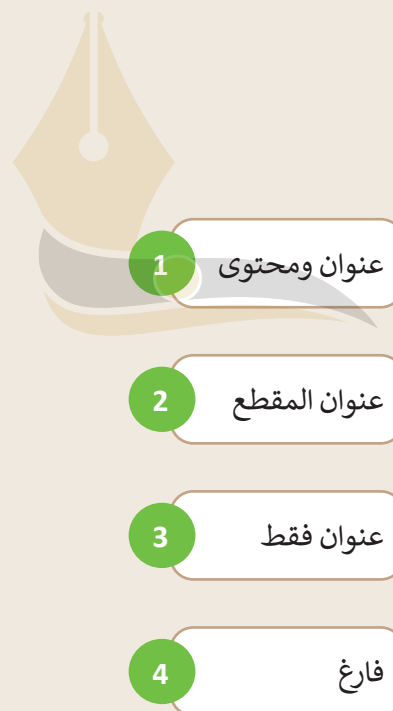 عنوان ومحتوى 1
عنوان المقطع 2
عنوان فقط 3
فارغ 4